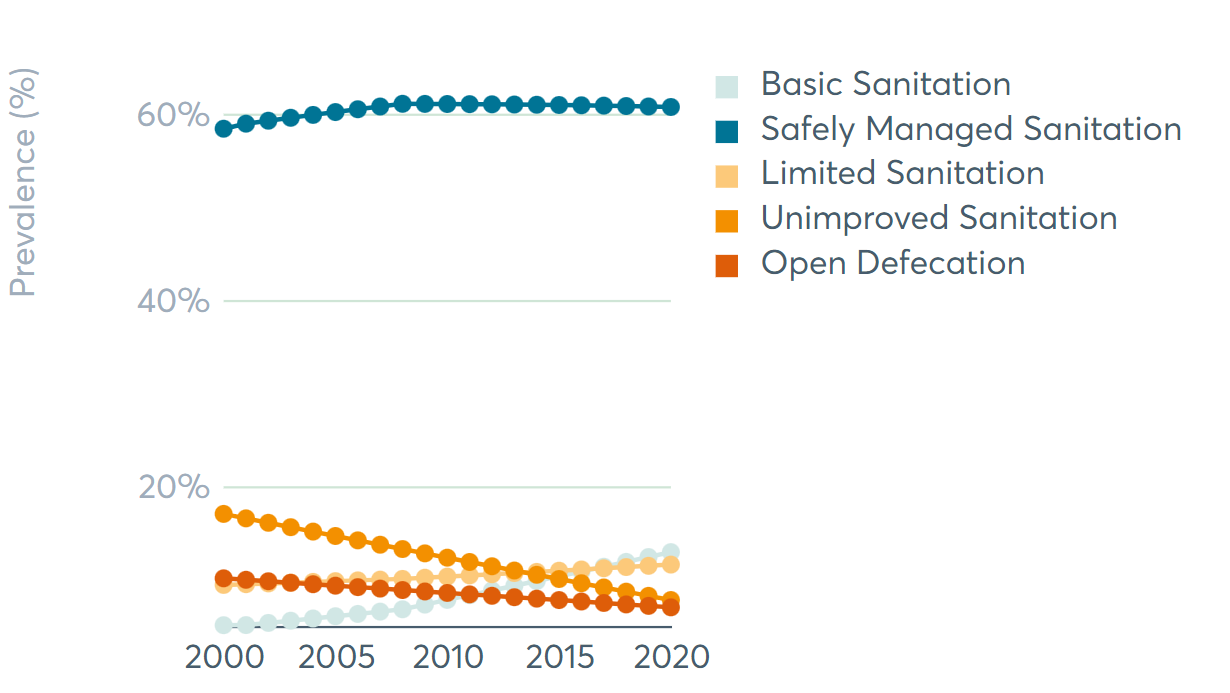 Prevalence (%)
60%
40%
20%
2000 2005 2010 2015 2020
Basic Sanitation
Safely Managed Sanitation
Limited Sanitation
Unimproved Sanitation
Open Defecation